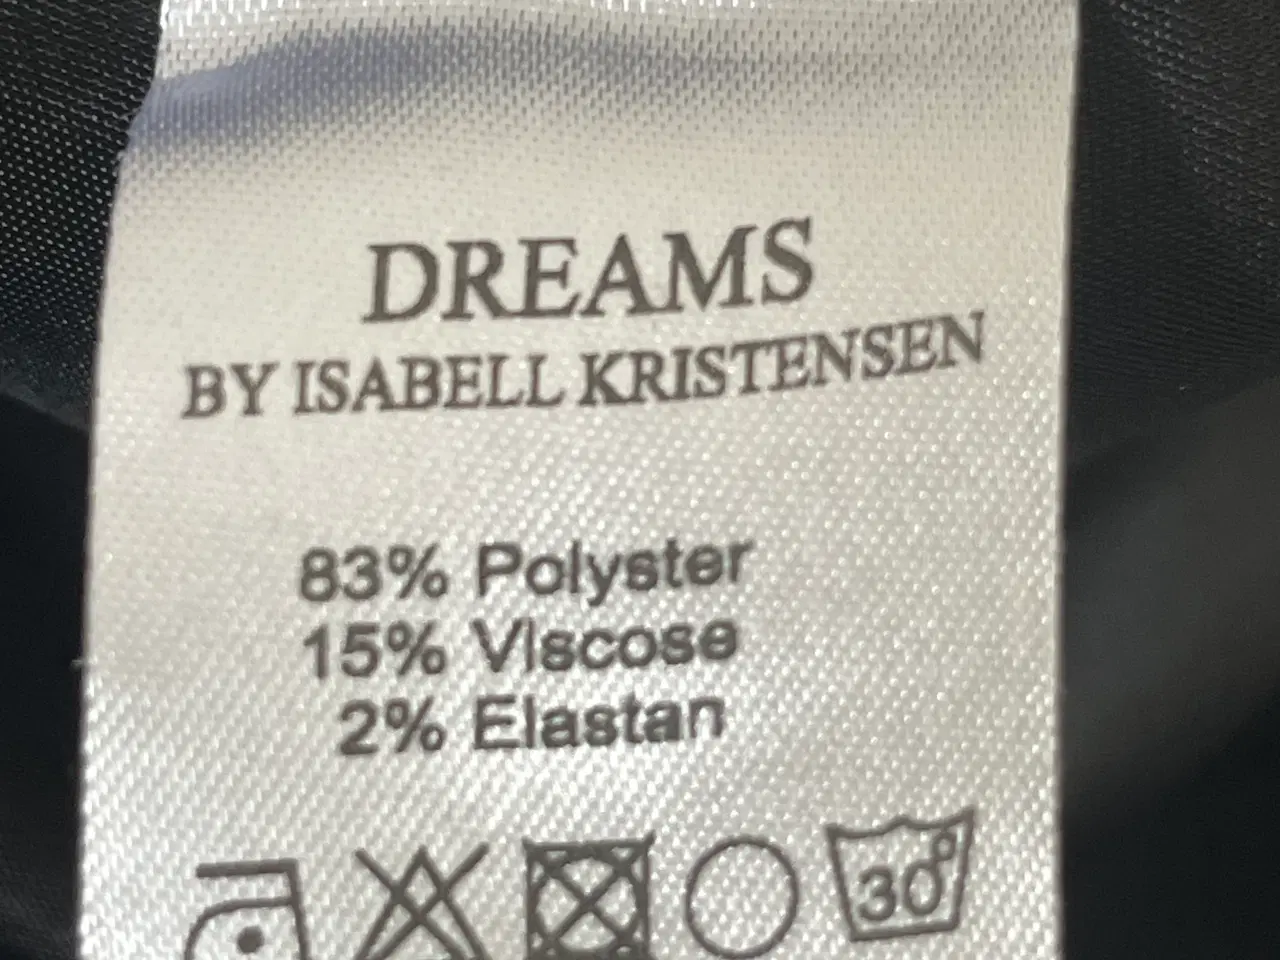 DREAMS
BY ISABELL KRISTENSEN
83% Polyster
15% Viscose
2% Elastan
30°